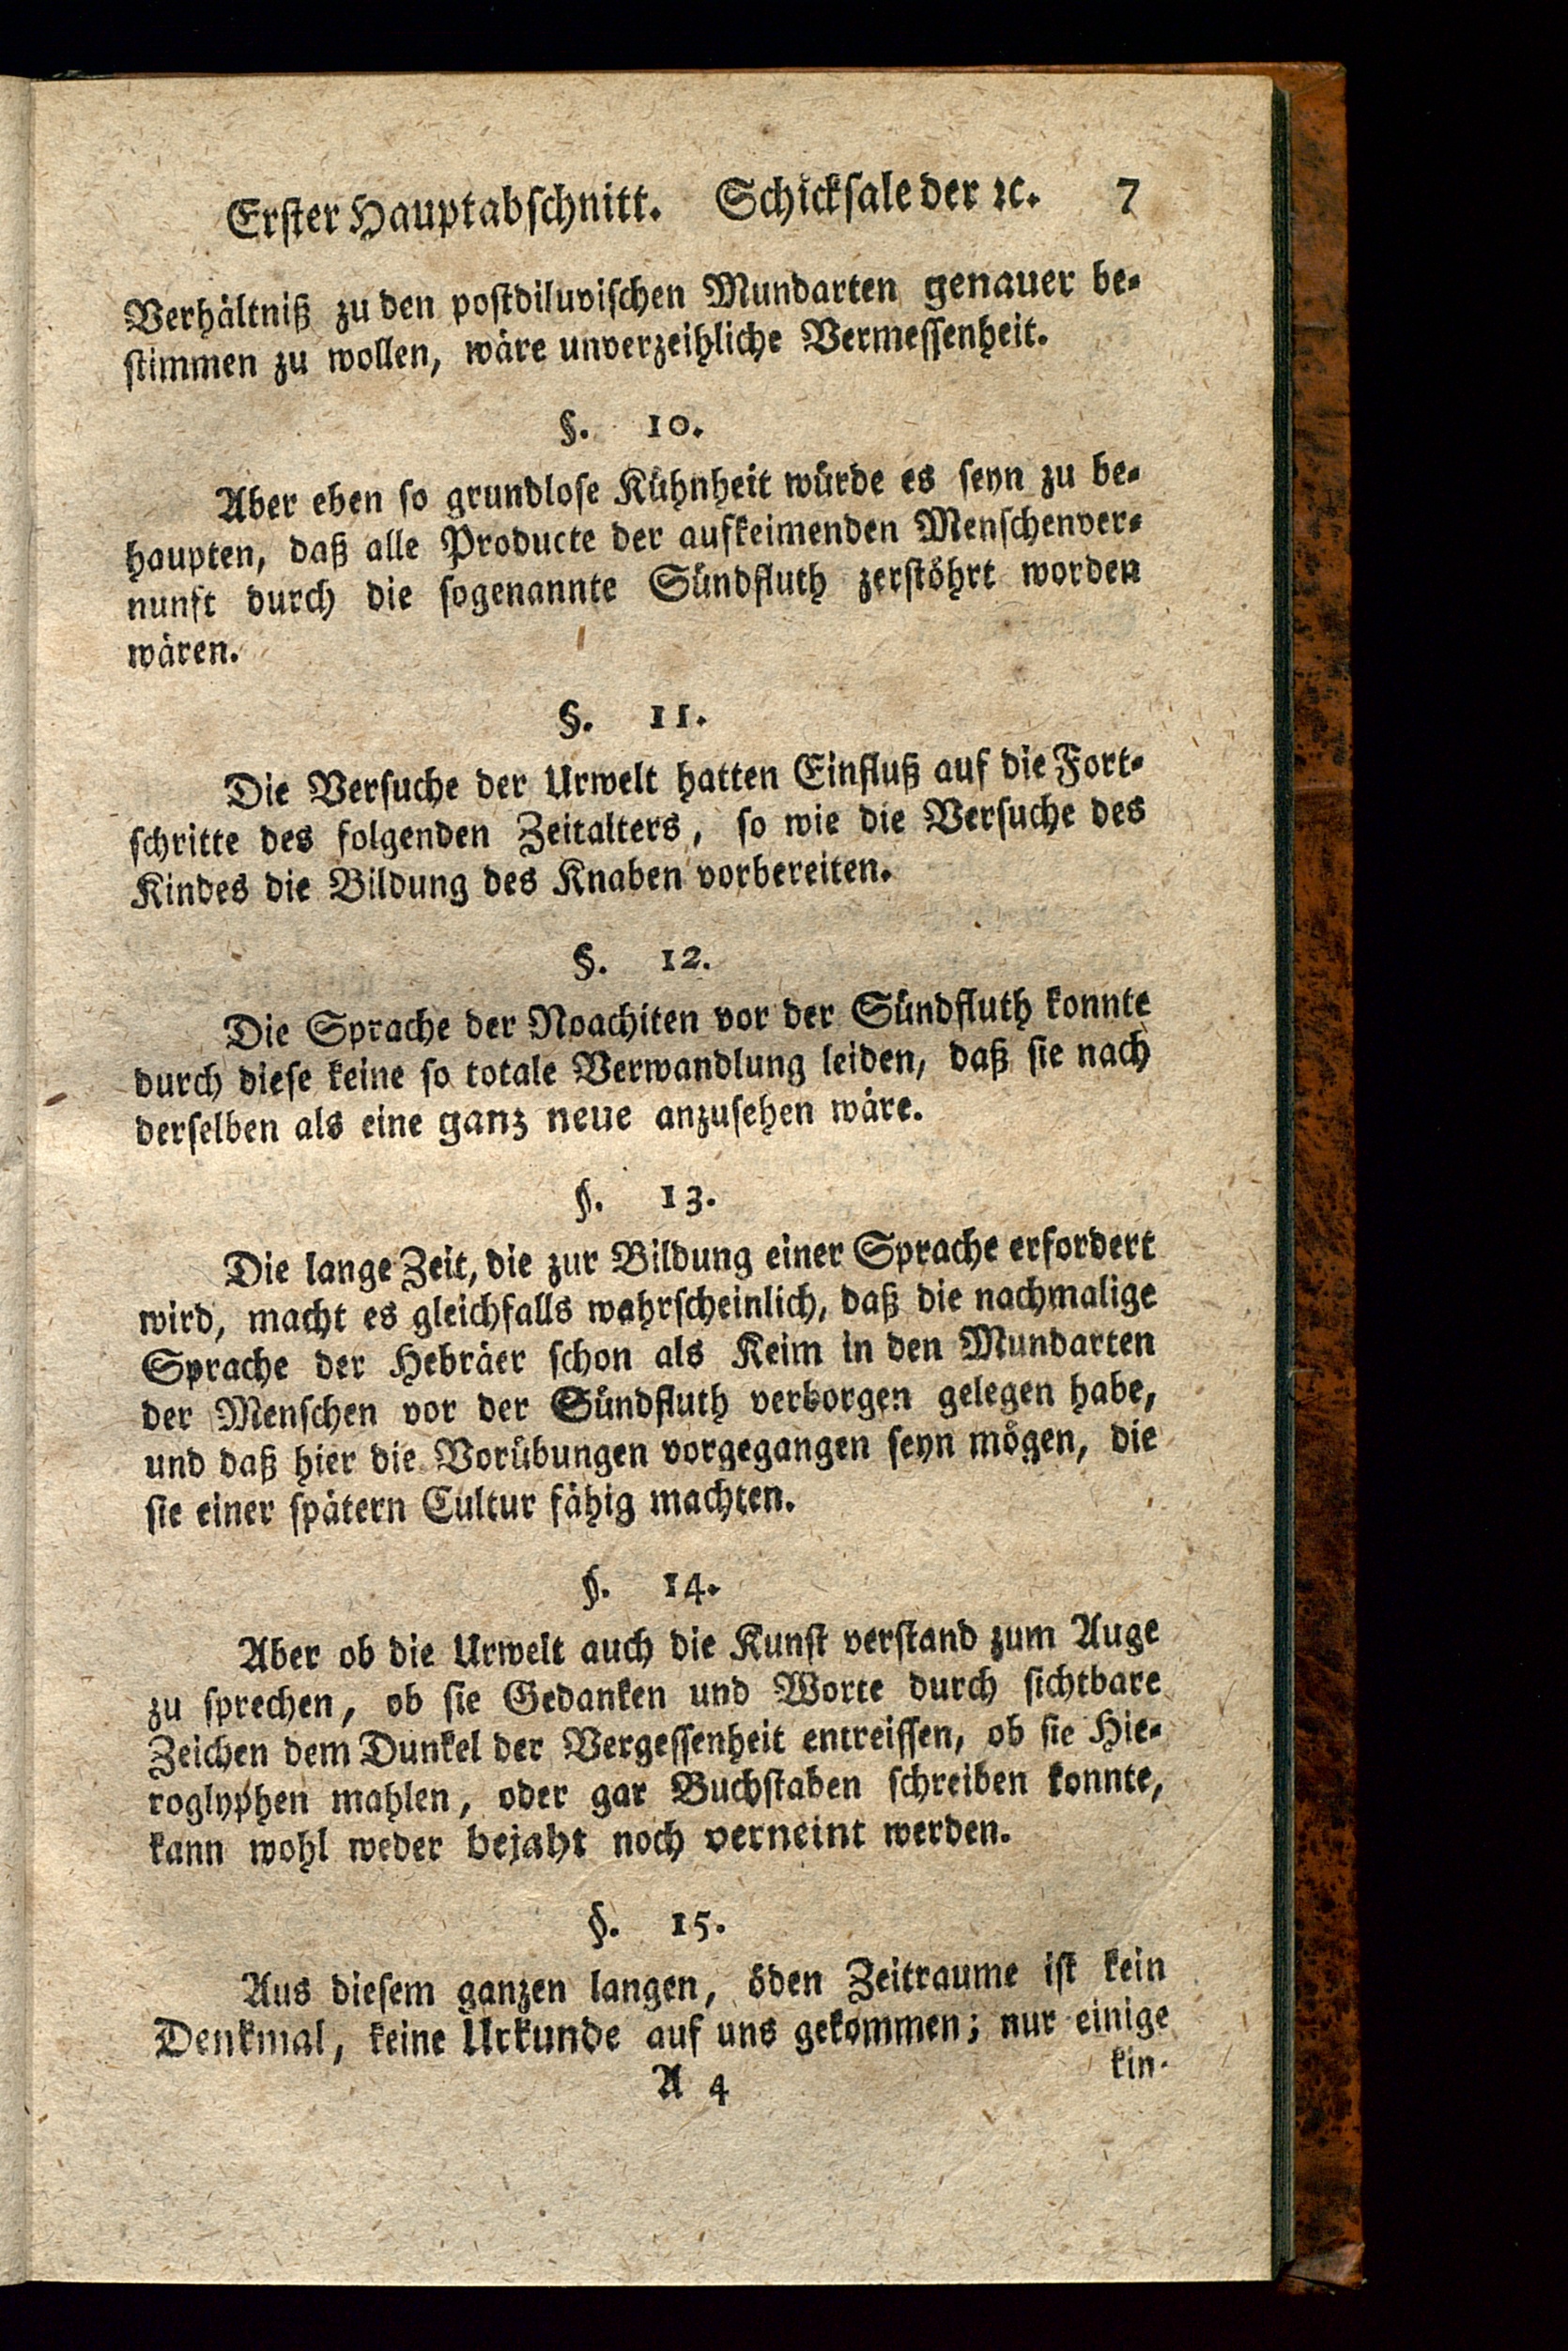 Erster Hauptabschnitt. Schicksale der ꝛc. 7
Verhältniß zu den postdiluvischen Mundarten genauer be-
stimmen zu wollen, wäre unverzeihliche Vermessenheit.
§. 10.
Aber eben so grundlose Kühnheit würde es seyn zu be-
haupten, daß alle Producte der aufkeimenden Menschenver-
nunft durch die sogenannte Sündfluth zerstöhrt worden
wären.
§. 11.
Die Versuche der Urwelt hatten Einfluß auf die Fort-
schritte des folgenden Zeitalters, so wie die Versuche des
Kindes die Bildung des Knaben vorbereiten.
§. 12.
Die Sprache der Noachiten vor der Sündfluth konnte
durch diese keine so totale Verwandlung leiden, daß sie nach
derselben als eine ganz neue anzusehen wäre.
§. 13.
Die lange Zeit, die zur Bildung einer Sprache erfordert
wird, macht es gleichfalls wahrscheinlich, daß die nachmalige
Sprache der Hebräer schon als Keim in den Mundarten
der Menschen vor der Sündfluth verborgen gelegen habe,
und daß hier die Vorübungen vorgegangen seyn mögen, die
sie einer spätern Cultur fähig machten.
§. 14.
Aber ob die Urwelt auch die Kunst verstand zum Auge
zu sprechen, ob sie Gedanken und Worte durch sichtbare
Zeichen dem Dunkel der Vergessenheit entreissen, ob sie Hie-
roglyphen mahlen, oder gar Buchstaben schreiben konnte,
kann wohl weder bejaht noch verneint werden.
§. 15.
Aus diesem ganzen langen, öden Zeitraume ist kein
Denkmal, keine Urkunde auf uns gekommen; nur einige
A 4 kin-